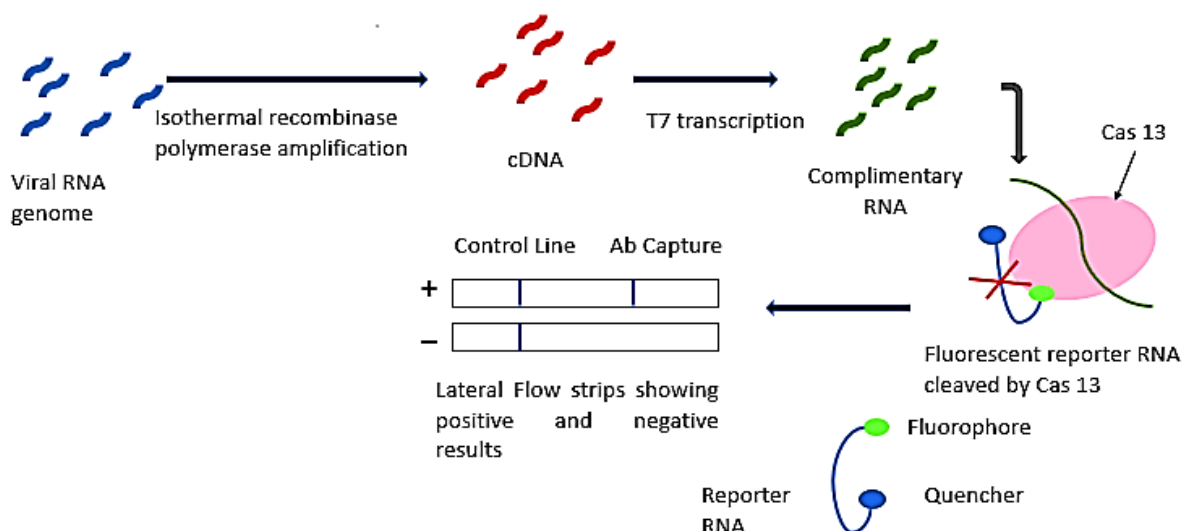 Viral RNA
genome
Isothermal recombinase
polymerase amplification
cDNA
T7 transcription
Complimentary
RNA
Cas 13
Fluorescent reporter RNA
cleaved by Cas 13
Control Line
Ab Capture
+
–
Lateral Flow strips showing
positive and negative
results
Reporter
RNA
Fluorophore
Quencher